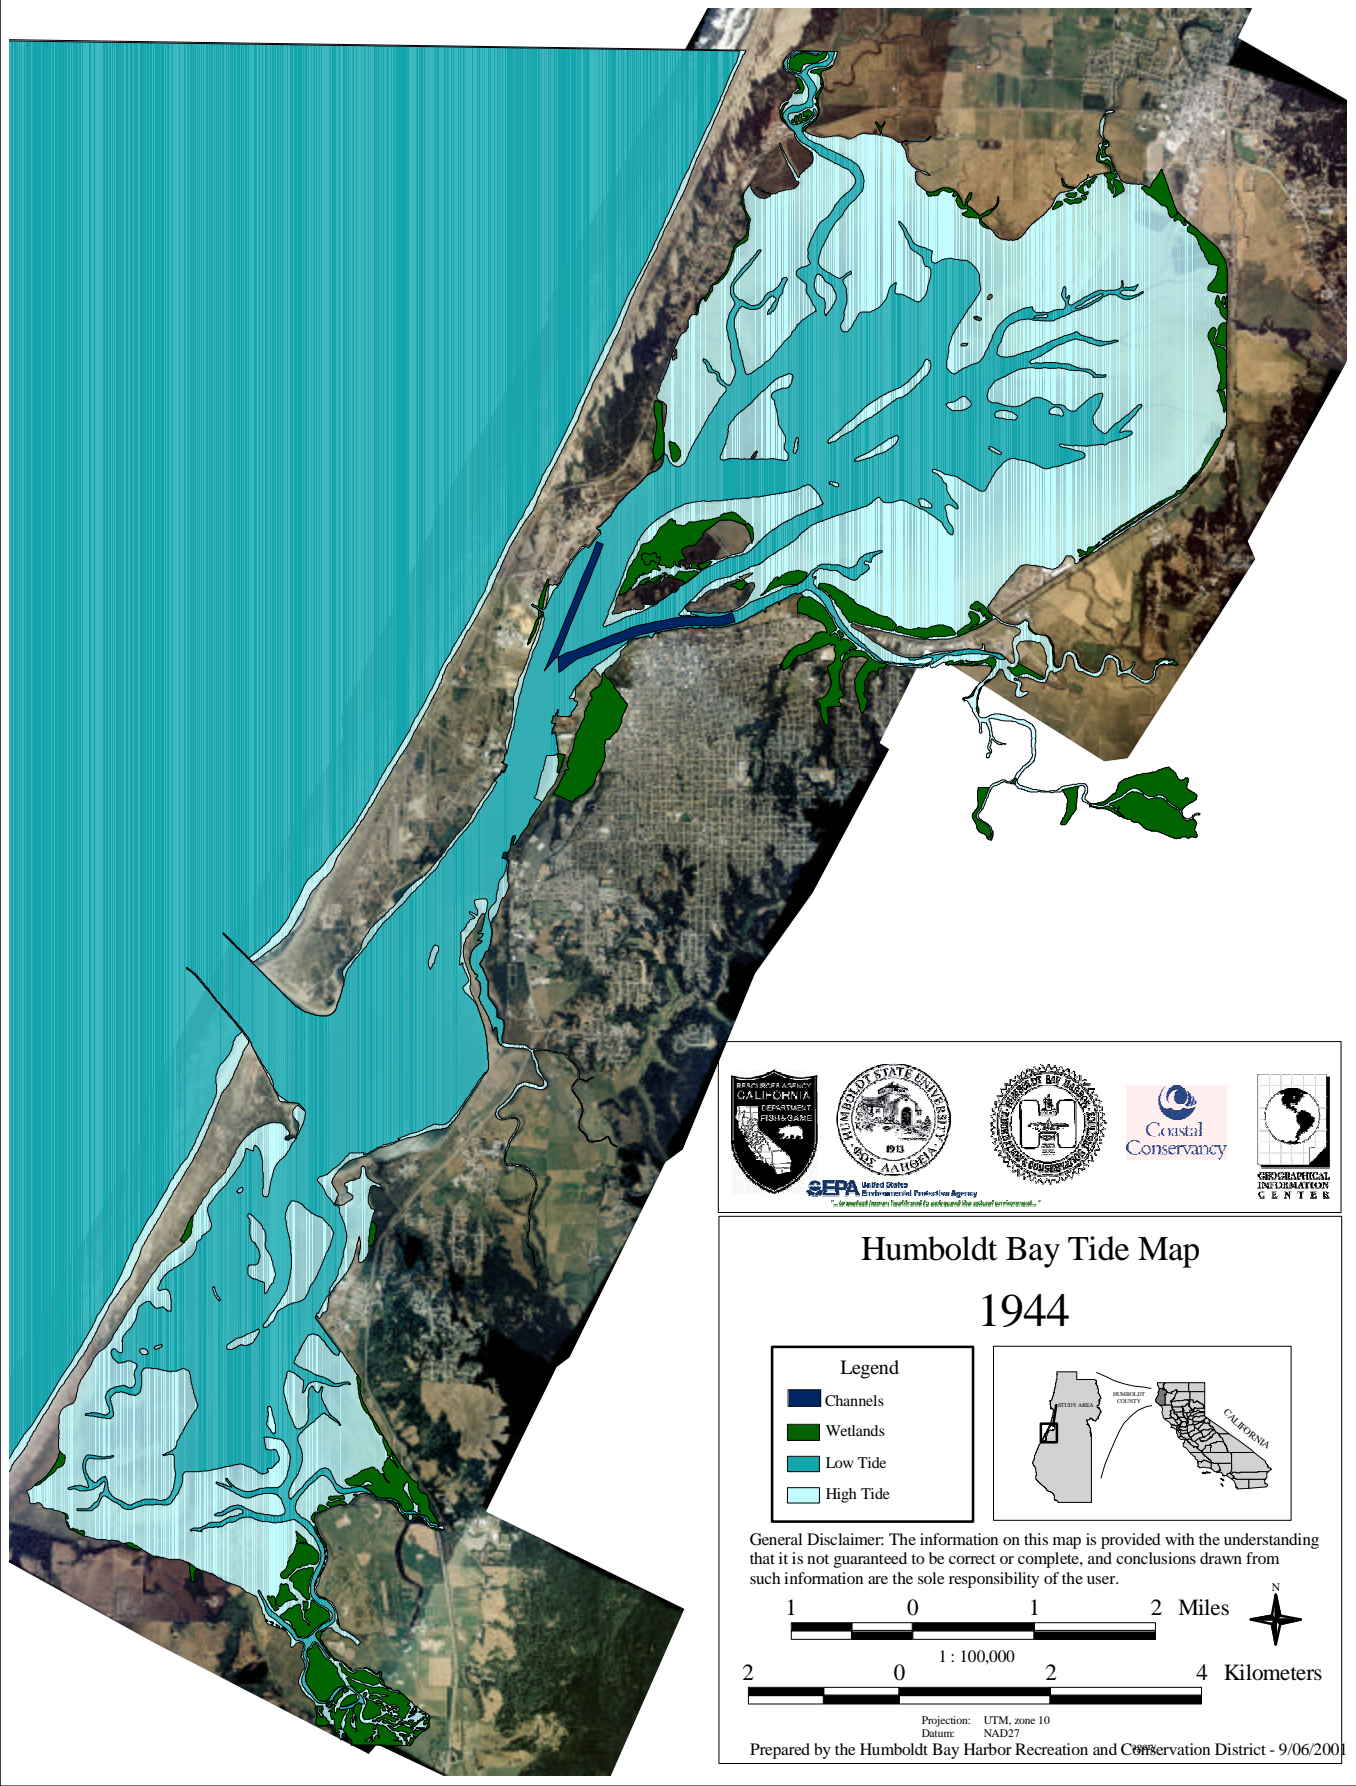 RESOURCES AGENCY
CALIFORNIA
DEPARTMENT
FISH & GAME
HUMBOLDT STATE UNIVERSITY
1913
ΦΩΣ ΑΛΗΘΕΙΑ
HUMBOLDT BAY HARBOR
Coastal
Conservancy
GEOGRAPHICAL
INFORMATION
CENTER
EPA United States
Environmental Protection Agency
Humboldt Bay Tide Map
1944
Legend
Channels
Wetlands
Low Tide
High Tide
STUDY AREA
HUMBOLDT
COUNTY
CALIFORNIA
General Disclaimer: The information on this map is provided with the understanding
that it is not guaranteed to be correct or complete, and conclusions drawn from
such information are the sole responsibility of the user.
N
1 0 1 2 Miles
1 : 100,000
2 0 2 4 Kilometers
Projection: UTM, zone 10
Datum: NAD27
Prepared by the Humboldt Bay Harbor Recreation and Conservation District - 9/06/2001